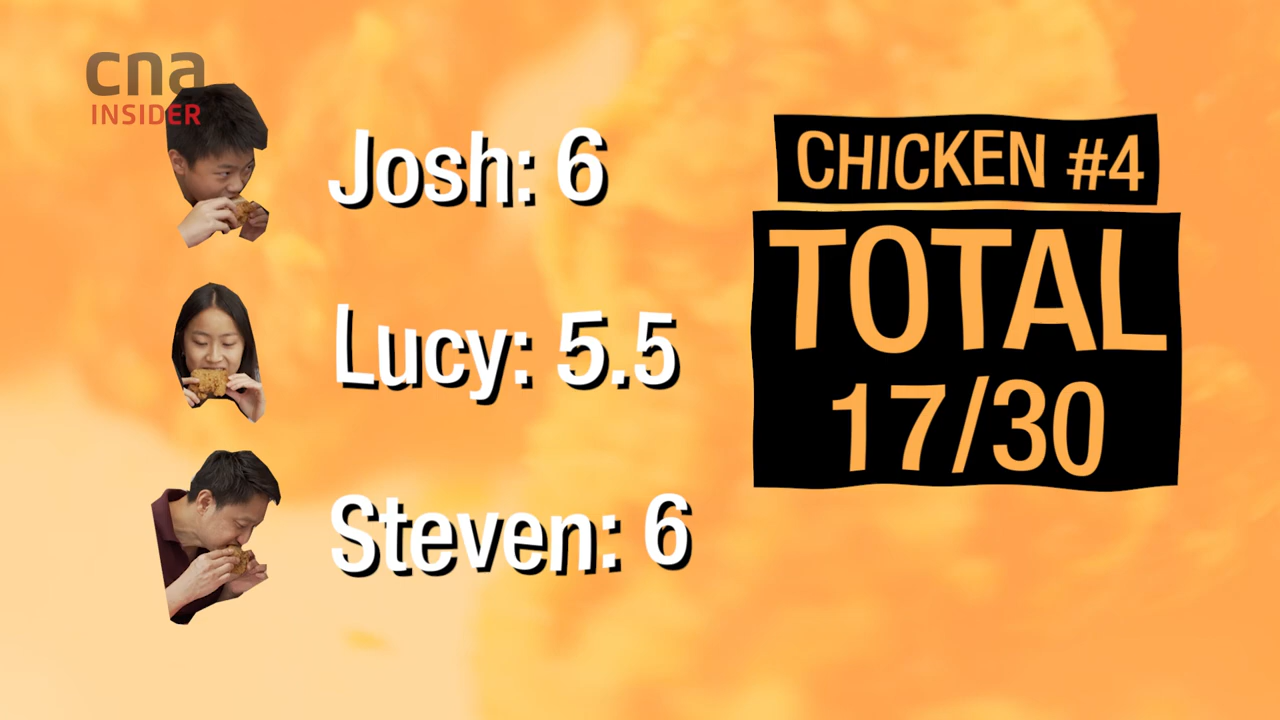 cna
INSIDER
Josh: 6
Lucy: 5.5
Steven: 6
CHICKEN #4
TOTAL
17/30